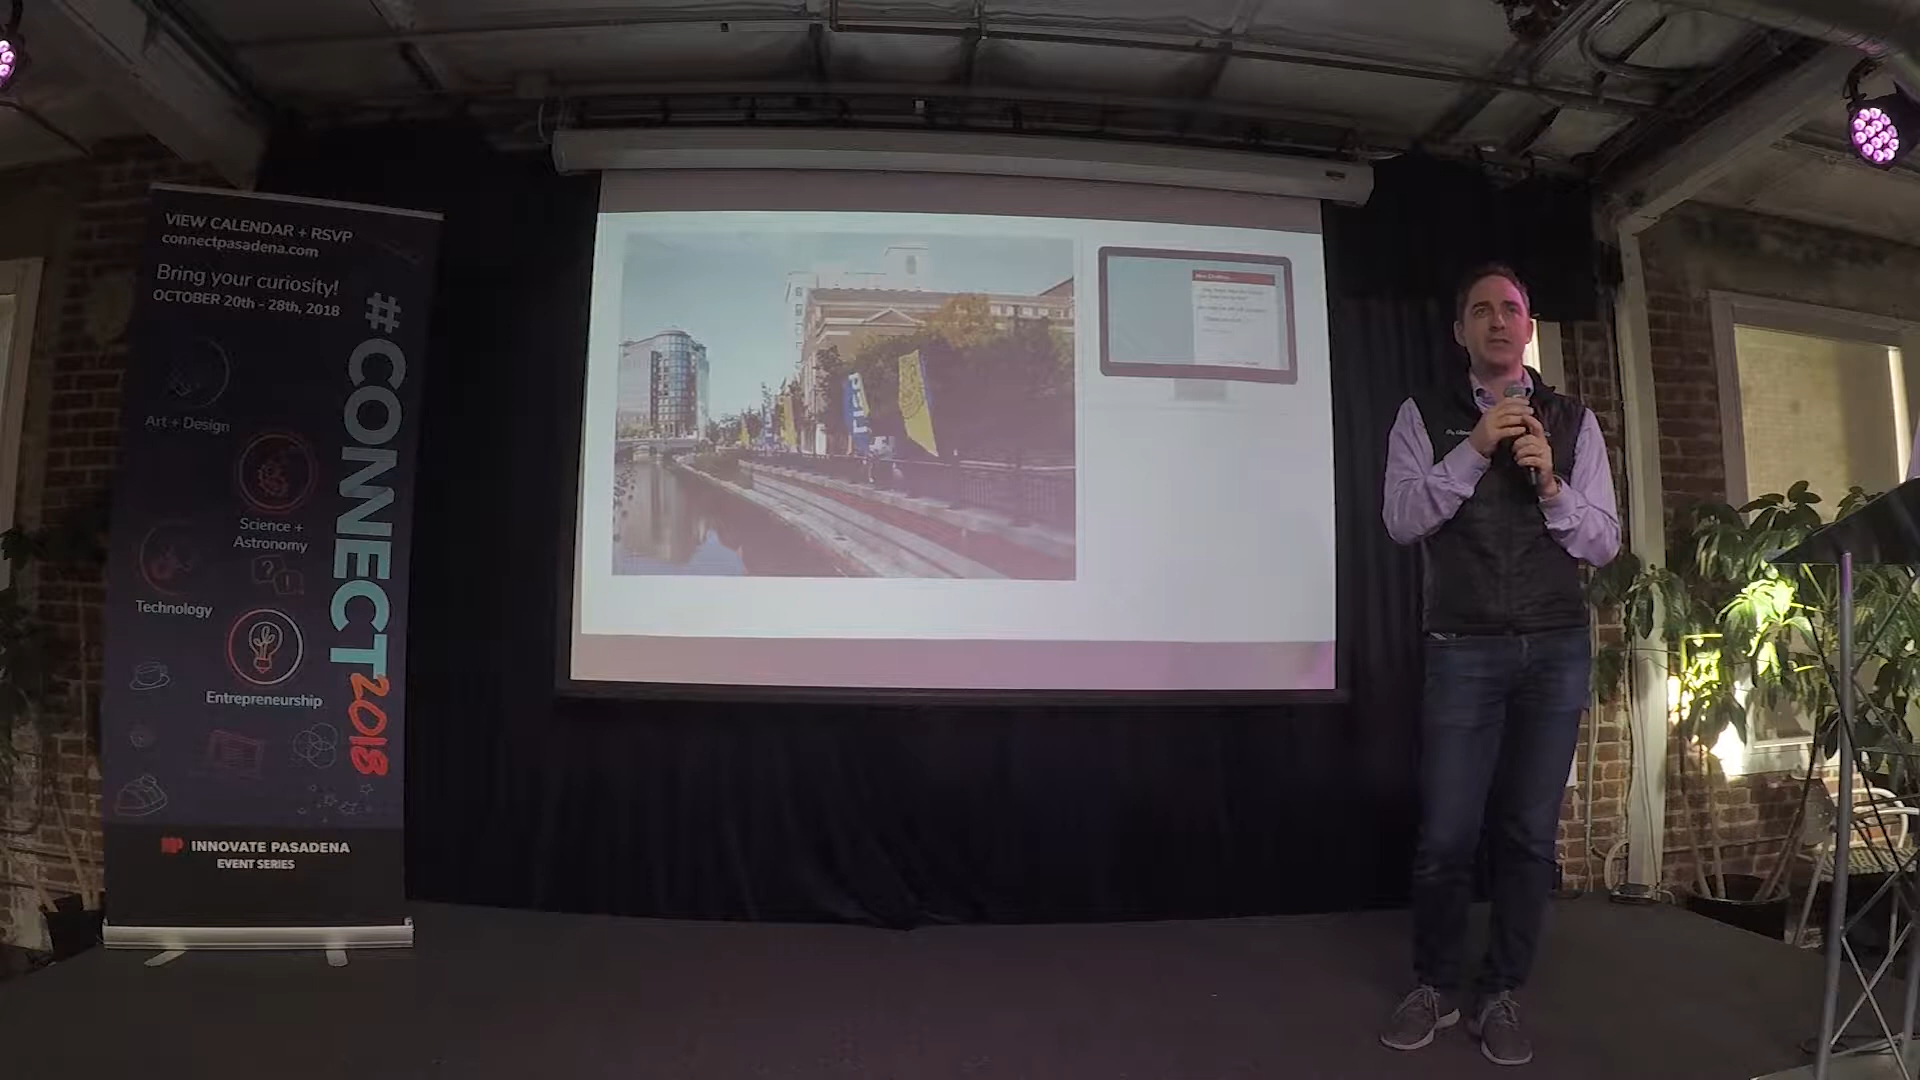 VIEW CALENDAR + RSVP
connectpasadena.com
Bring your curiosity!
OCTOBER 20th - 28th, 2018
#CONNECT2018
Art + Design
Science +
Astronomy
Technology
Entrepreneurship
INNOVATE PASADENA
EVENT SERIES